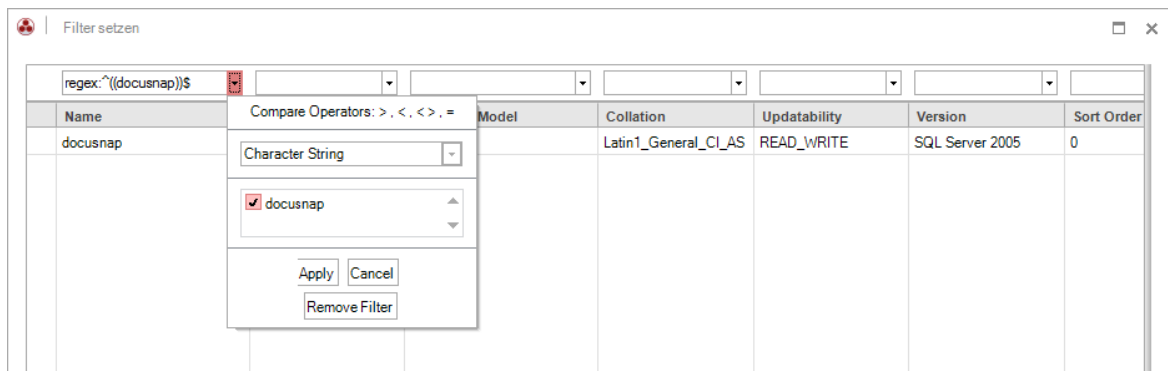 Filter setzen
regex:^((docusnap))$
Compare Operators: > , < , < > , =
Name Model Collation Updatability Version Sort Order
docusnap Latin1_General_CI_AS READ_WRITE SQL Server 2005 0
Character String
docusnap
Apply Cancel
Remove Filter